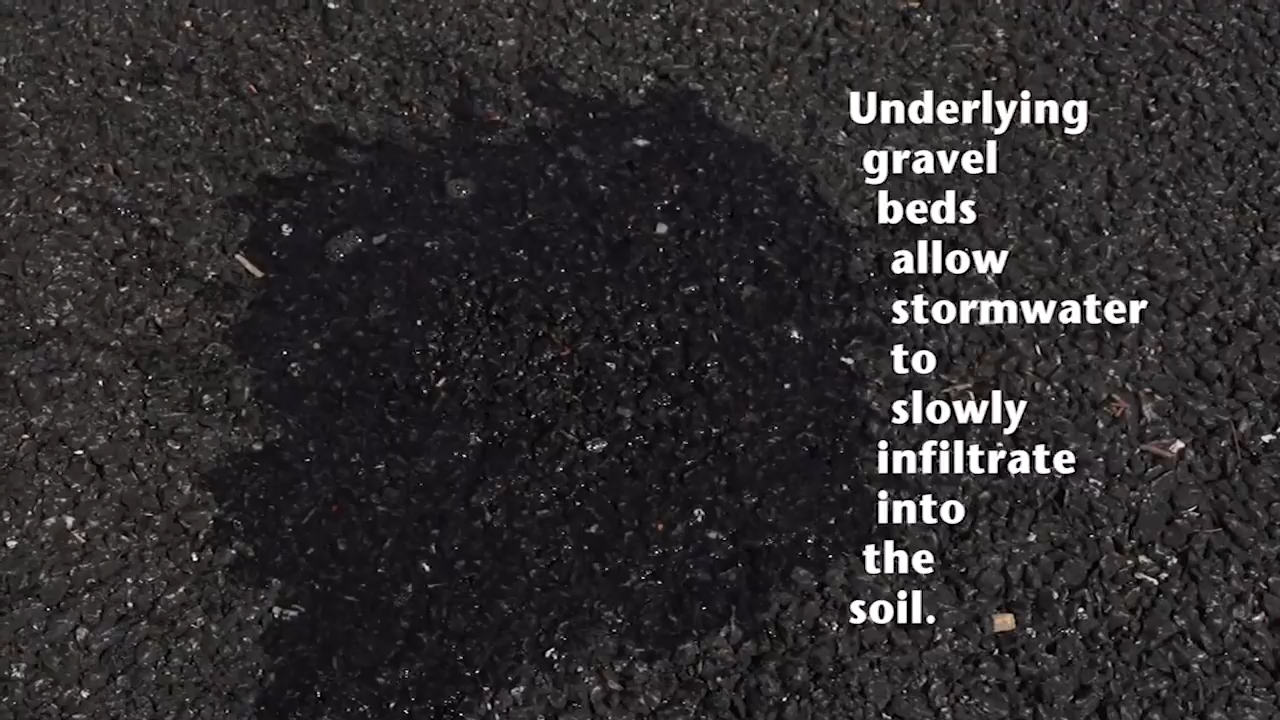 Underlying
gravel
beds
allow
stormwater
to
slowly
infiltrate
into
the
soil.